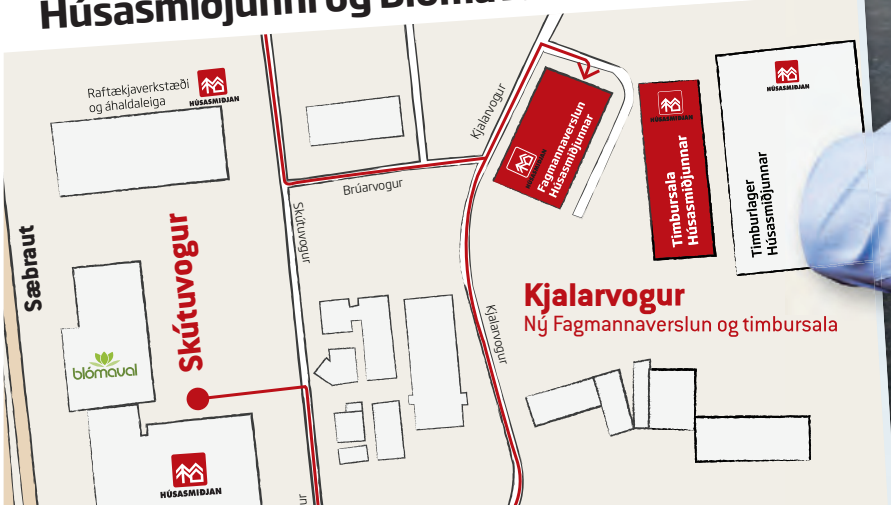 Húsasmiðjunni og
Raftækjaverkstæði
og áhaldaleiga
HÚSASMIÐJAN
Kjalarvogur
HÚSASMIÐJAN
Fagmannaverslun
Húsasmiðjunnar
HÚSASMIÐJAN
Timbursala
Húsasmiðjunnar
HÚSASMIÐJAN
Timburlager
Húsasmiðjunnar
Brúarvogur
Skútuvogur
Sæbraut
Skútuvogur
Kjalarvogur
Ný Fagmannaverslun og timbursala
Kjalarvogur
blómaval
HÚSASMIÐJAN